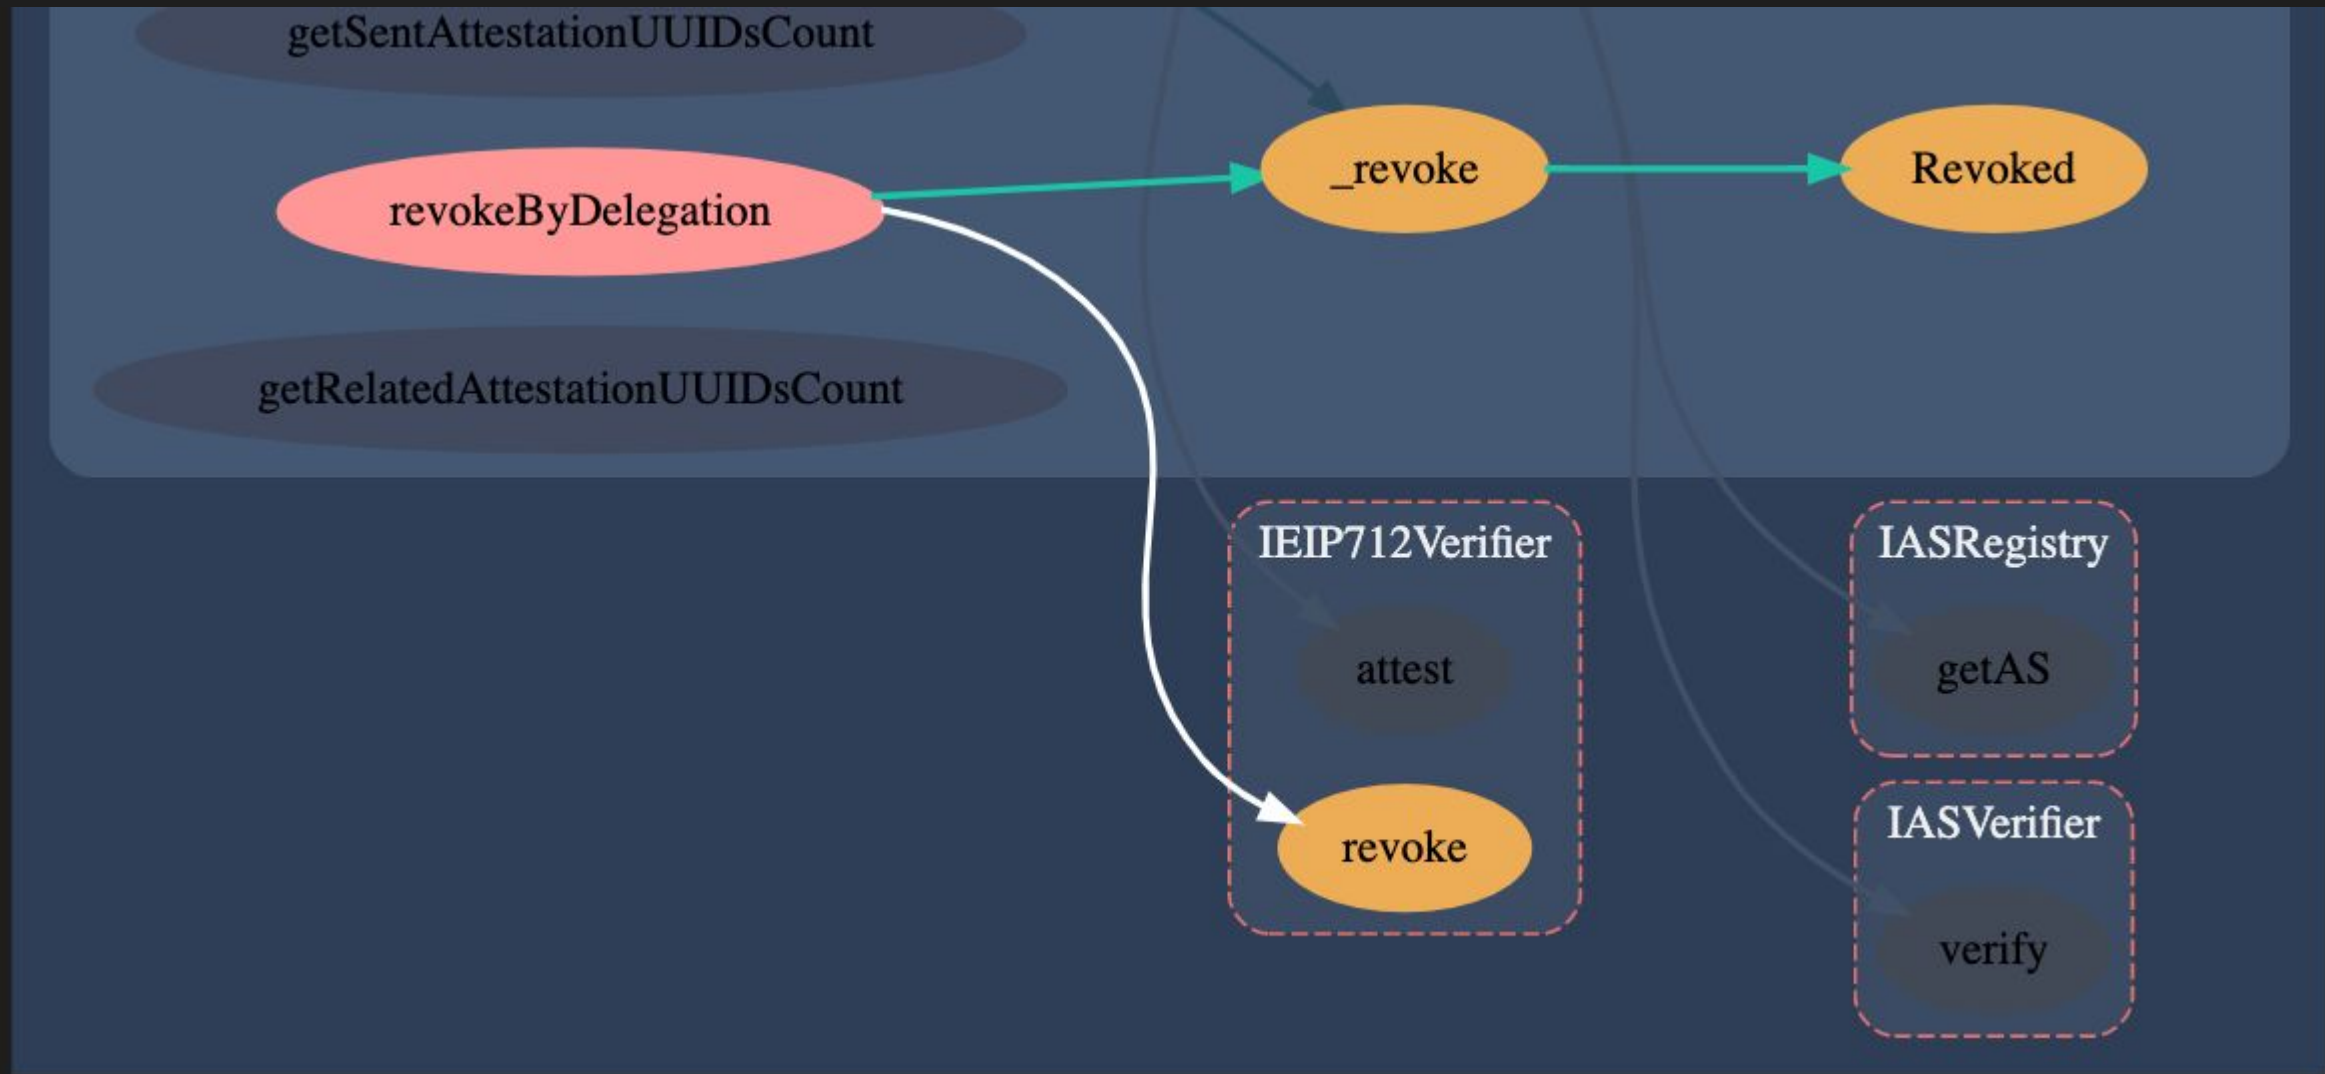 getSentAttestationUUIDsCount
revokeByDelegation
_revoke
Revoked
getRelatedAttestationUUIDsCount
IEIP712Verifier
attest
revoke
IASRegistry
getAS
IASVerifier
verify